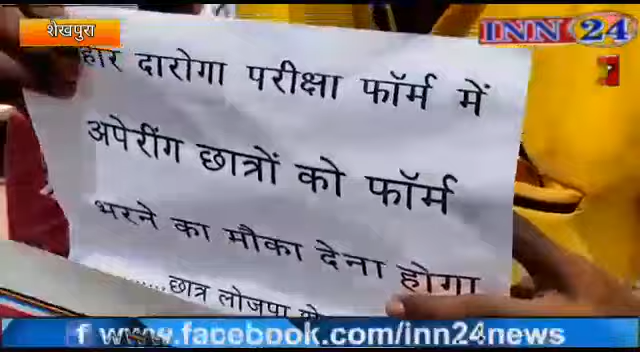 शेखपुरा
INN 24
हार दारोगा परीक्षा फॉर्म में
अपेरींग छात्रों को फॉर्म
भरने का मौका देना होगा
......छात्र लोजपा
f www.facebook.com/inn24news